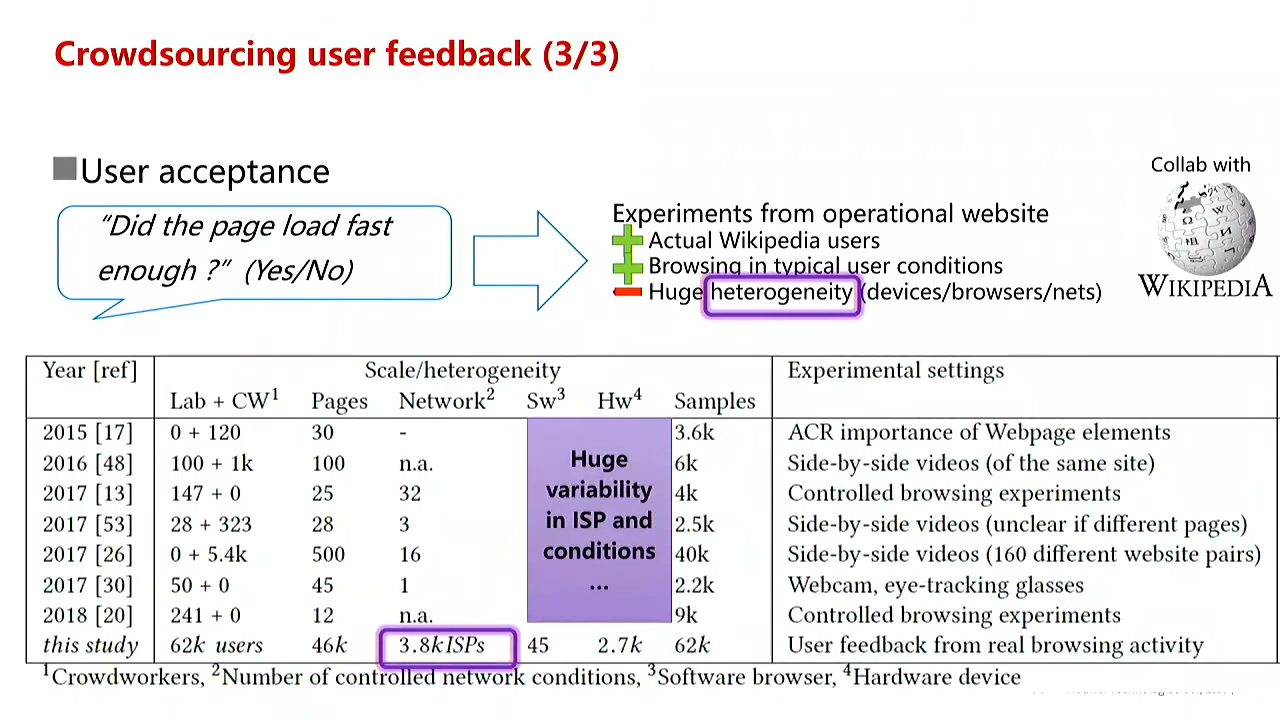 Crowdsourcing user feedback (3/3)
User acceptance
"Did the page load fast
enough ?" (Yes/No)
Experiments from operational website
Actual Wikipedia users
Browsing in typical user conditions
Huge heterogeneity (devices/browsers/nets)
Collab with
WIKIPEDIA
Year [ref] Scale/heterogeneity Experimental settings
Lab + CW¹ Pages Network² Sw³ Hw⁴ Samples
2015 [17] 0 + 120 30 - 3.6k ACR importance of Webpage elements
2016 [48] 100 + 1k 100 n.a. 6k Side-by-side videos (of the same site)
2017 [13] 147 + 0 25 32 4k Controlled browsing experiments
2017 [53] 28 + 323 28 3 2.5k Side-by-side videos (unclear if different pages)
2017 [26] 0 + 5.4k 500 16 40k Side-by-side videos (160 different website pairs)
2017 [30] 50 + 0 45 1 2.2k Webcam, eye-tracking glasses
2018 [20] 241 + 0 12 n.a. 9k Controlled browsing experiments
this study 62k users 46k 3.8k ISPs 45 2.7k 62k User feedback from real browsing activity
Huge
variability
in ISP and
conditions
...
¹Crowdworkers, ²Number of controlled network conditions, ³Software browser, ⁴Hardware device